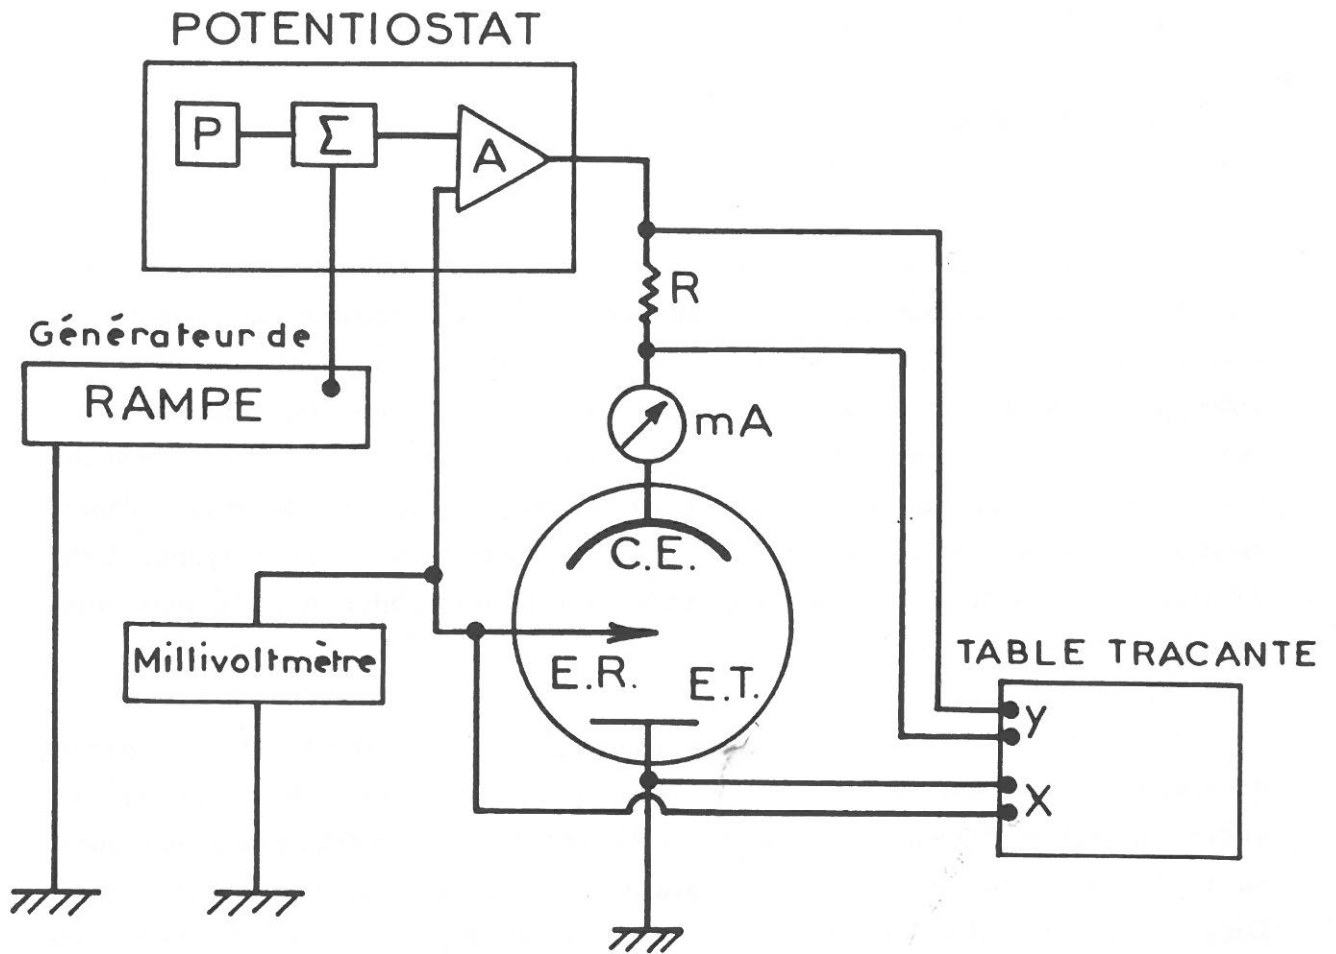 POTENTIOSTAT
P
Σ
A
R
Générateur de
RAMPE
mA
C.E.
Millivoltmètre
E.R.
E.T.
TABLE TRACANTE
y
X